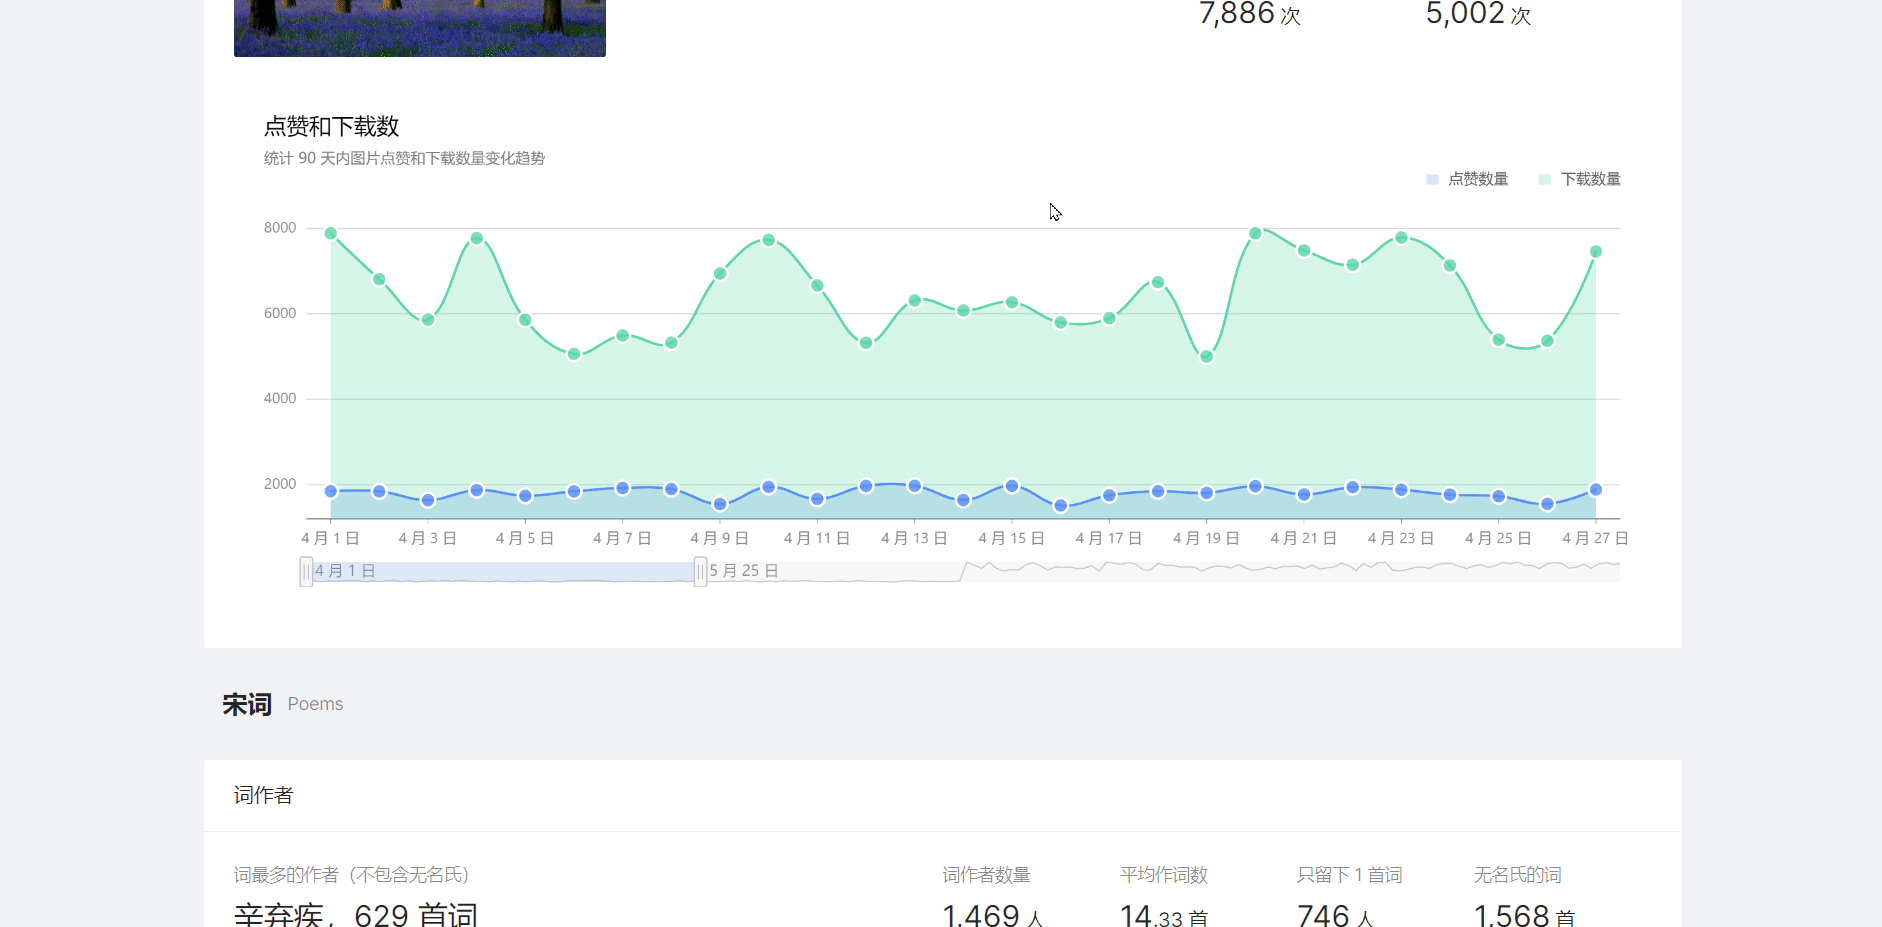 7,886 次 5,002 次
点赞和下载数
统计 90 天内图片点赞和下载数量变化趋势
点赞数量 下载数量
8000
6000
4000
2000
4 月 1 日 4 月 3 日 4 月 5 日 4 月 7 日 4 月 9 日 4 月 11 日 4 月 13 日 4 月 15 日 4 月 17 日 4 月 19 日 4 月 21 日 4 月 23 日 4 月 25 日 4 月 27 日
4 月 1 日 5 月 25 日
宋词 Poems
词作者
词最多的作者（不包含无名氏） 词作者数量 平均作词数 只留下 1 首词 无名氏的词
辛弃疾，629 首词 1,469 人 14.33 首 746 人 1,568 首